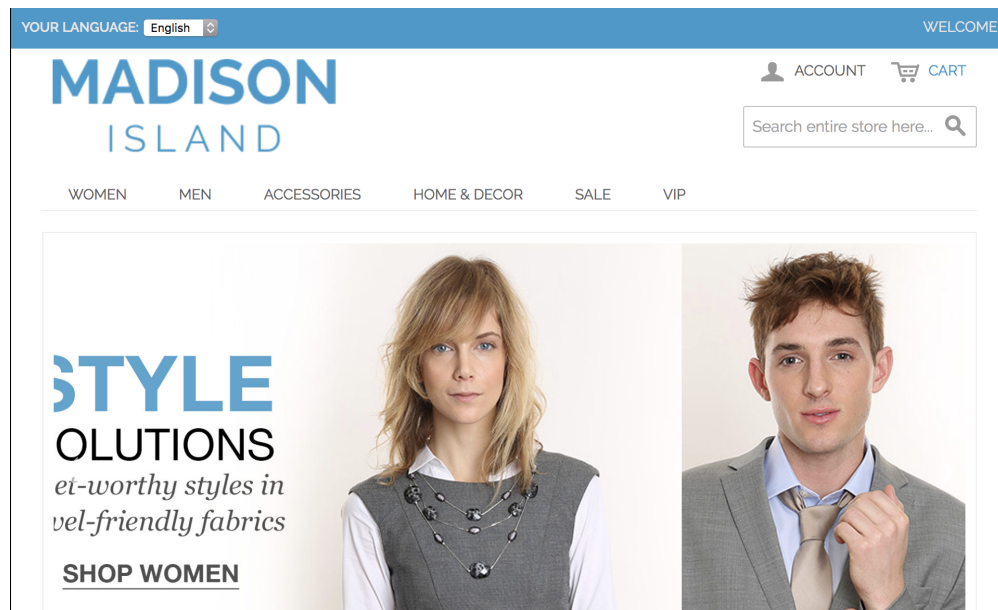 YOUR LANGUAGE: English
WELCOME
MADISON
ISLAND
ACCOUNT CART
Search entire store here...
WOMEN MEN ACCESSORIES HOME & DECOR SALE VIP
STYLE
OLUTIONS
et-worthy styles in
vel-friendly fabrics
SHOP WOMEN